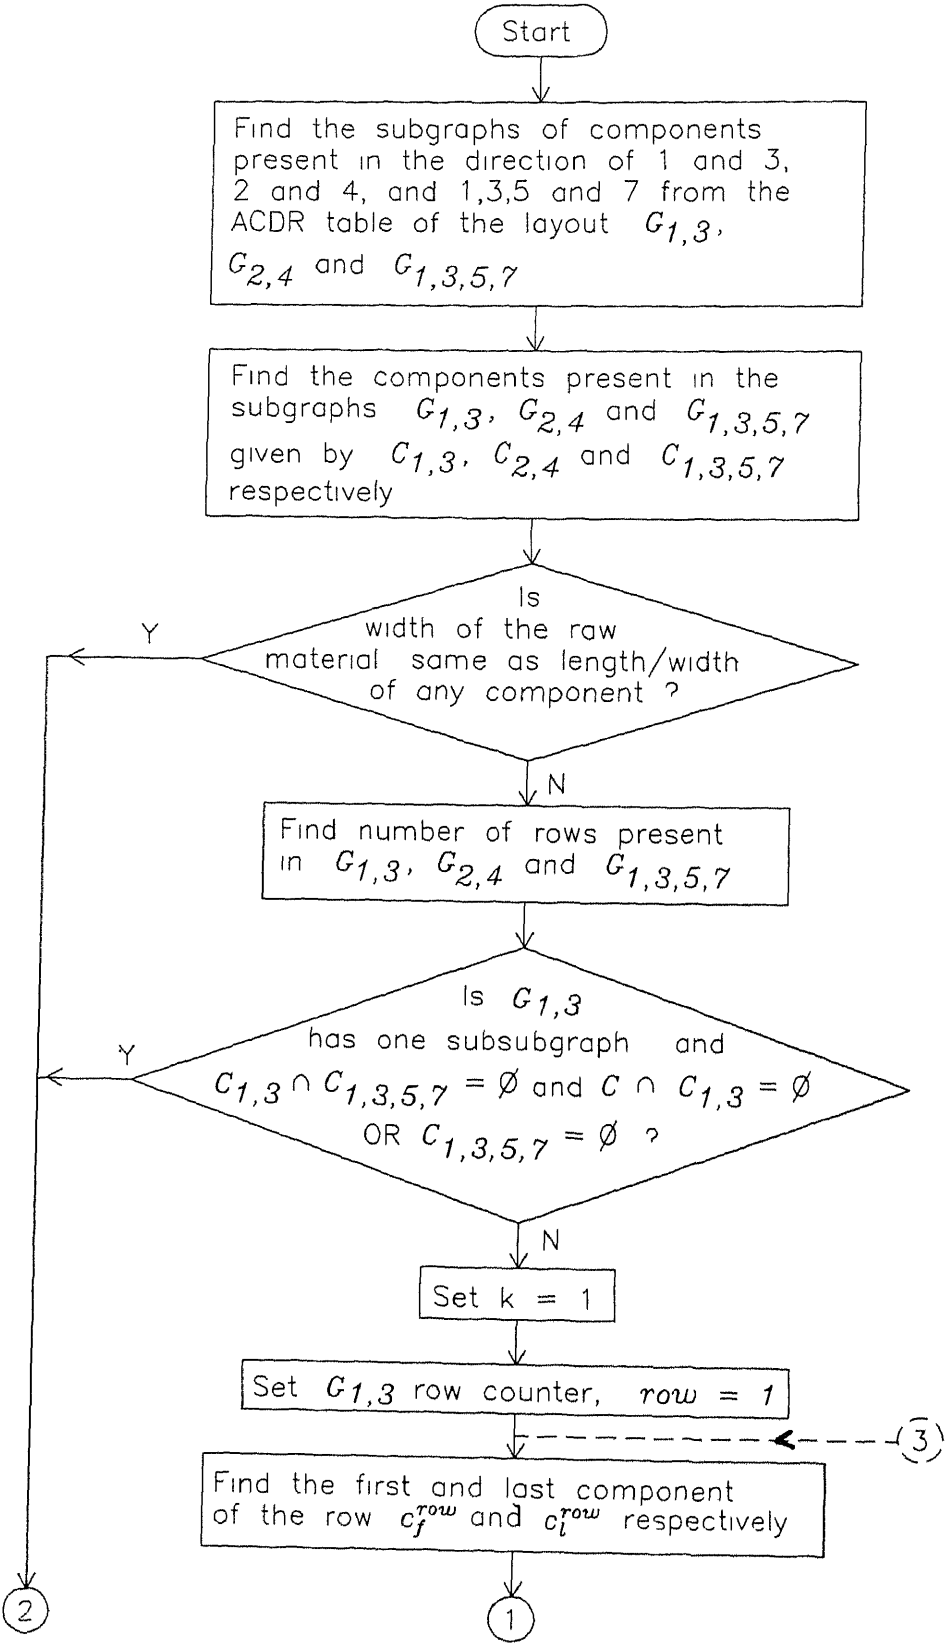 Start
Find the subgraphs of components
present in the direction of 1 and 3,
2 and 4, and 1,3,5 and 7 from the
ACDR table of the layout G1,3,
G2,4 and G1,3,5,7
Find the components present in the
subgraphs G1,3, G2,4 and G1,3,5,7
given by C1,3, C2,4 and C1,3,5,7
respectively
Is
width of the raw
material same as length/width
of any component ?
Y
N
Find number of rows present
in G1,3, G2,4 and G1,3,5,7
Is G1,3
has one subsubgraph and
C1,3 ∩ C1,3,5,7 = ∅ and C ∩ C1,3 = ∅
OR C1,3,5,7 = ∅ ?
Y
N
Set k = 1
Set G1,3 row counter, row = 1
3
Find the first and last component
of the row c_f^row and c_l^row respectively
2
1